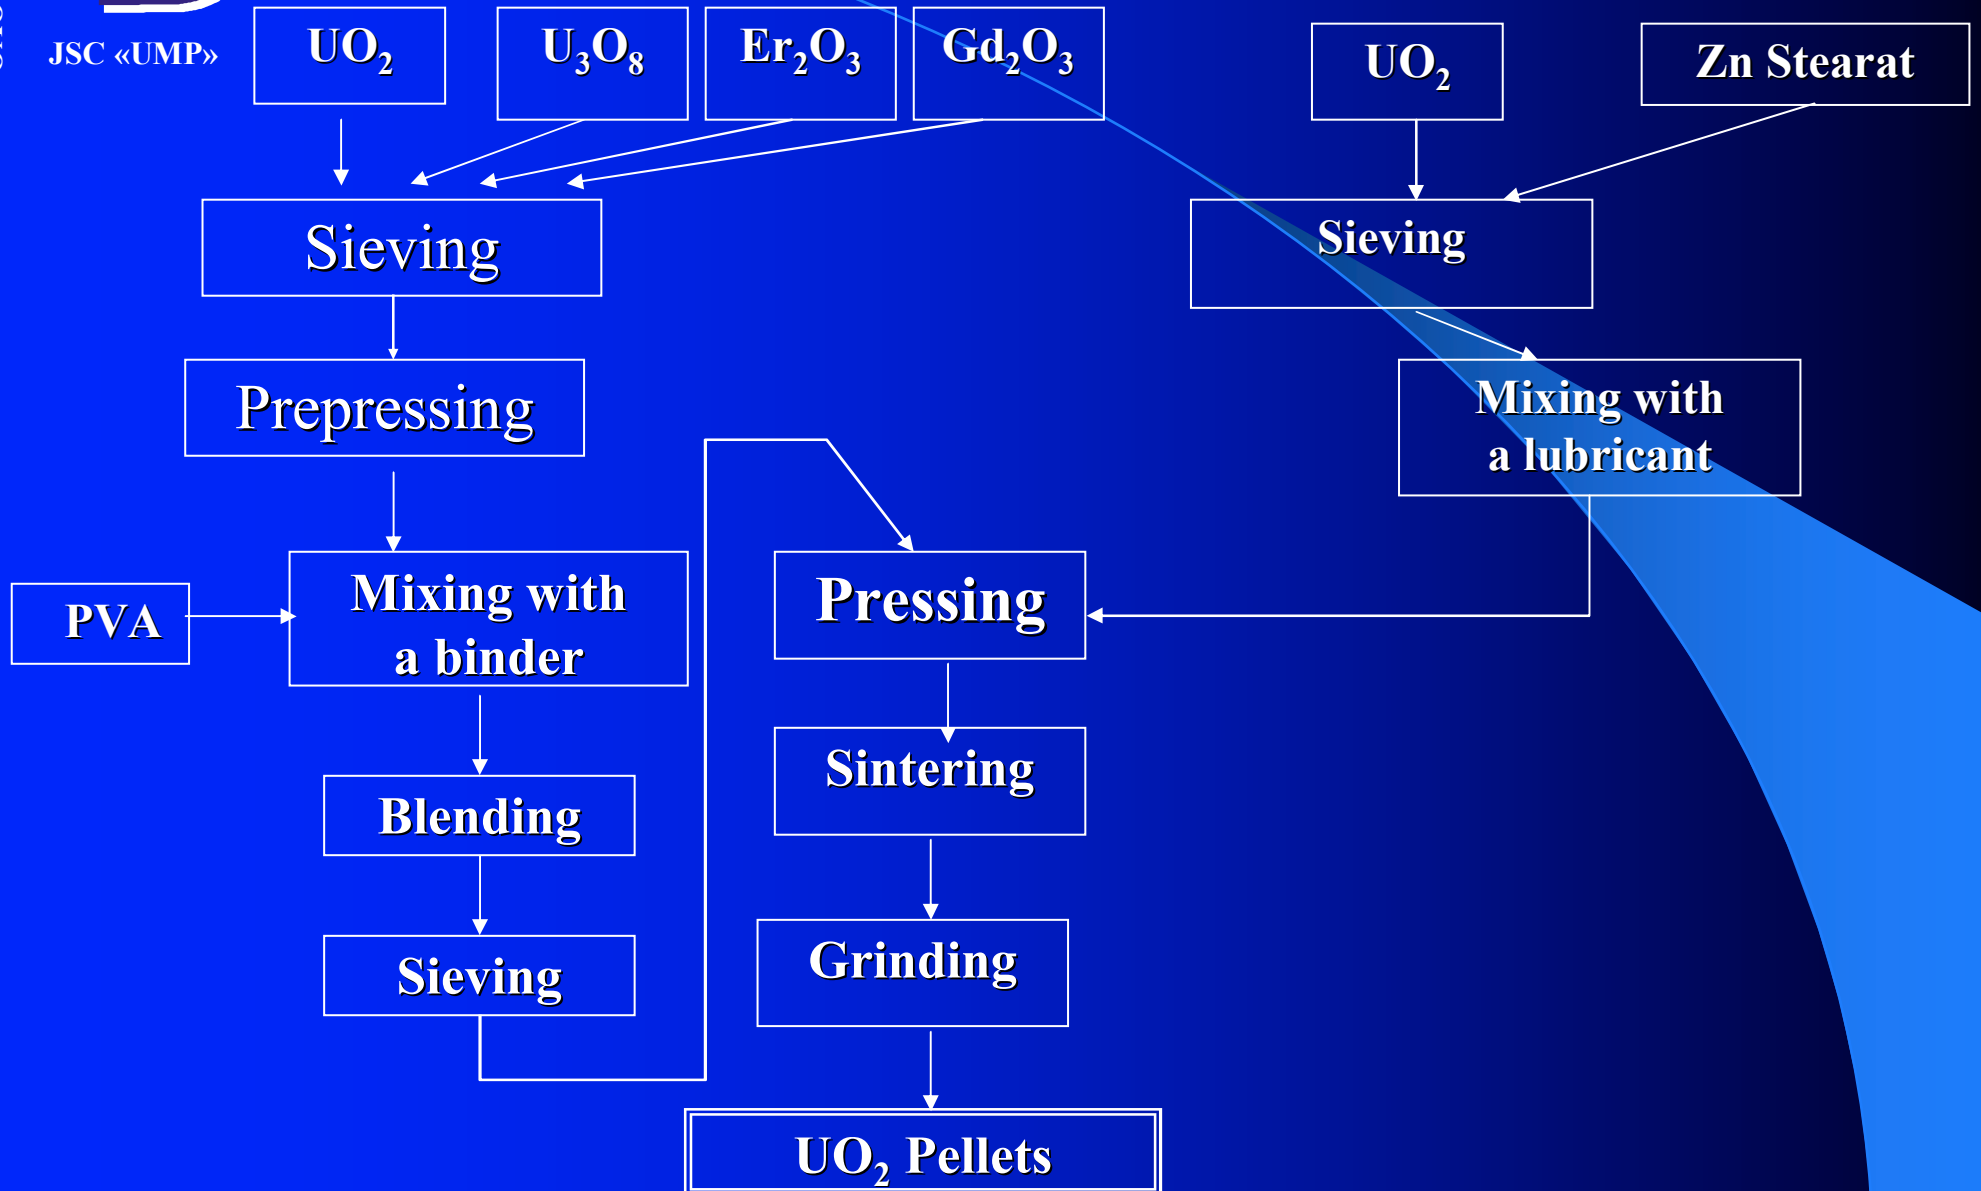 JSC «UMP»
UO₂
U₃O₈
Er₂O₃
Gd₂O₃
UO₂
Zn Stearat
Sieving
Sieving
Prepressing
Mixing with
a lubricant
PVA
Mixing with
a binder
Pressing
Sintering
Blending
Grinding
Sieving
UO₂ Pellets